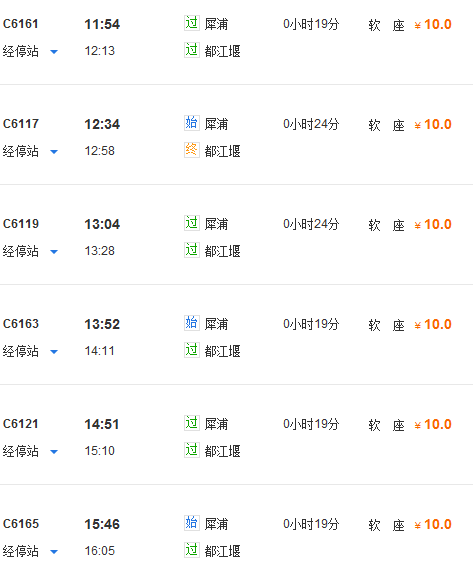 C6161 11:54 过 犀浦 0小时19分 软 座 ¥10.0
经停站 12:13 过 都江堰
C6117 12:34 始 犀浦 0小时24分 软 座 ¥10.0
经停站 12:58 终 都江堰
C6119 13:04 过 犀浦 0小时24分 软 座 ¥10.0
经停站 13:28 过 都江堰
C6163 13:52 始 犀浦 0小时19分 软 座 ¥10.0
经停站 14:11 过 都江堰
C6121 14:51 过 犀浦 0小时19分 软 座 ¥10.0
经停站 15:10 过 都江堰
C6165 15:46 始 犀浦 0小时19分 软 座 ¥10.0
经停站 16:05 过 都江堰